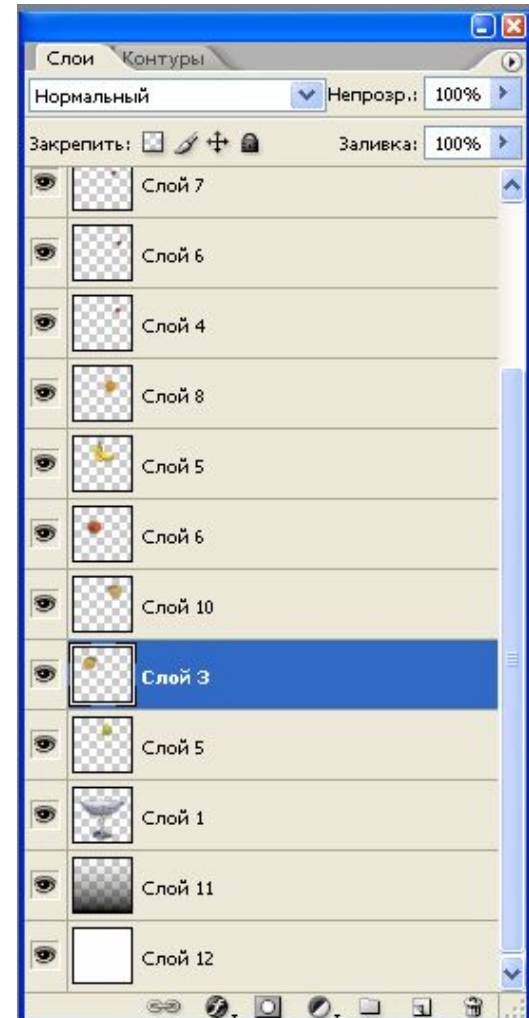 Слои Контуры
Нормальный Непрозр.: 100%
Закрепить: Заливка: 100%
Слой 7
Слой 6
Слой 4
Слой 8
Слой 5
Слой 6
Слой 10
Слой 3
Слой 5
Слой 1
Слой 11
Слой 12